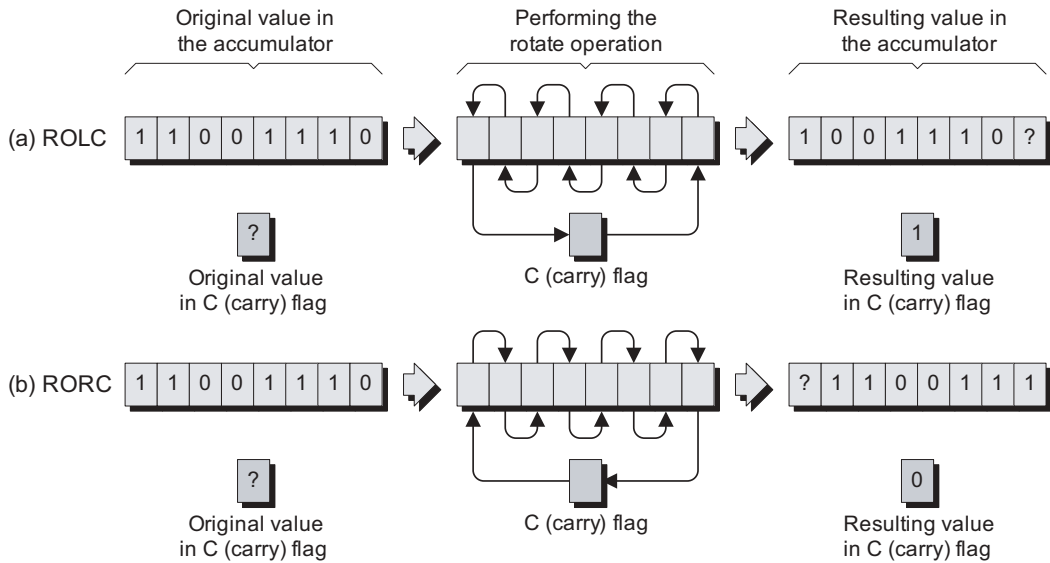 Original value in
the accumulator
Performing the
rotate operation
Resulting value in
the accumulator
(a) ROLC
1 1 0 0 1 1 1 0
1 0 0 1 1 1 0 ?
?
1
Original value
in C (carry) flag
C (carry) flag
Resulting value
in C (carry) flag
(b) RORC
1 1 0 0 1 1 1 0
? 1 1 0 0 1 1 1
?
0
Original value
in C (carry) flag
C (carry) flag
Resulting value
in C (carry) flag